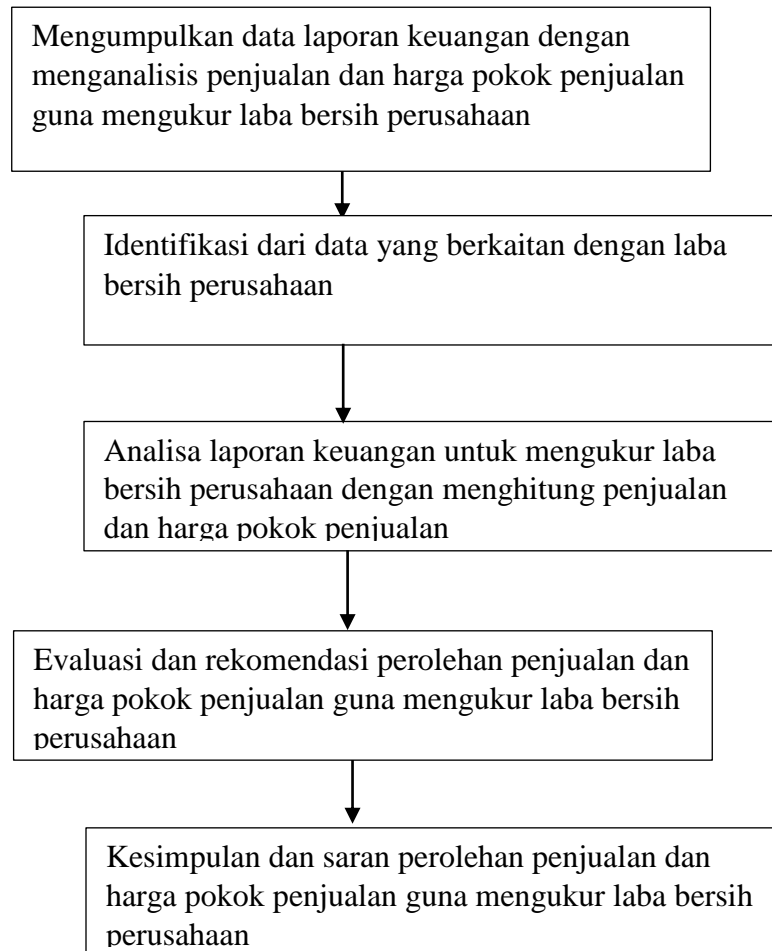 Mengumpulkan data laporan keuangan dengan
menganalisis penjualan dan harga pokok penjualan
guna mengukur laba bersih perusahaan
Identifikasi dari data yang berkaitan dengan laba
bersih perusahaan
Analisa laporan keuangan untuk mengukur laba
bersih perusahaan dengan menghitung penjualan
dan harga pokok penjualan
Evaluasi dan rekomendasi perolehan penjualan dan
harga pokok penjualan guna mengukur laba bersih
perusahaan
Kesimpulan dan saran perolehan penjualan dan
harga pokok penjualan guna mengukur laba bersih
perusahaan